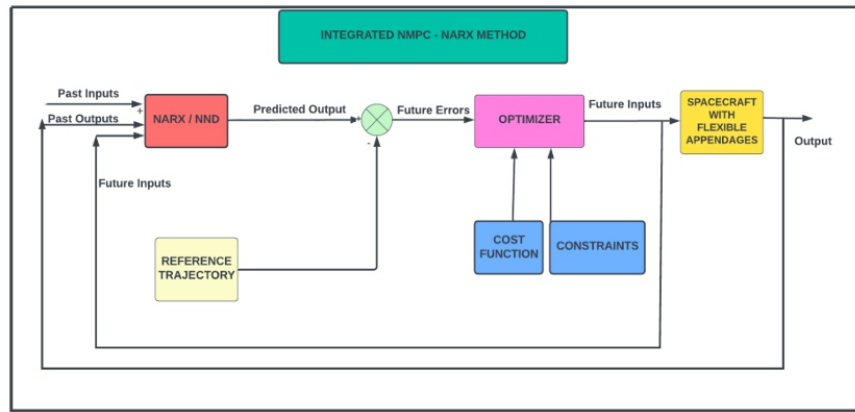 INTEGRATED NMPC - NARX METHOD
Past Inputs
+
Past Outputs
NARX / NND
Predicted Output
+
-
Future Errors
OPTIMIZER
Future Inputs
SPACECRAFT
WITH
FLEXIBLE
APPENDAGES
Output
Future Inputs
REFERENCE
TRAJECTORY
COST
FUNCTION
CONSTRAINTS